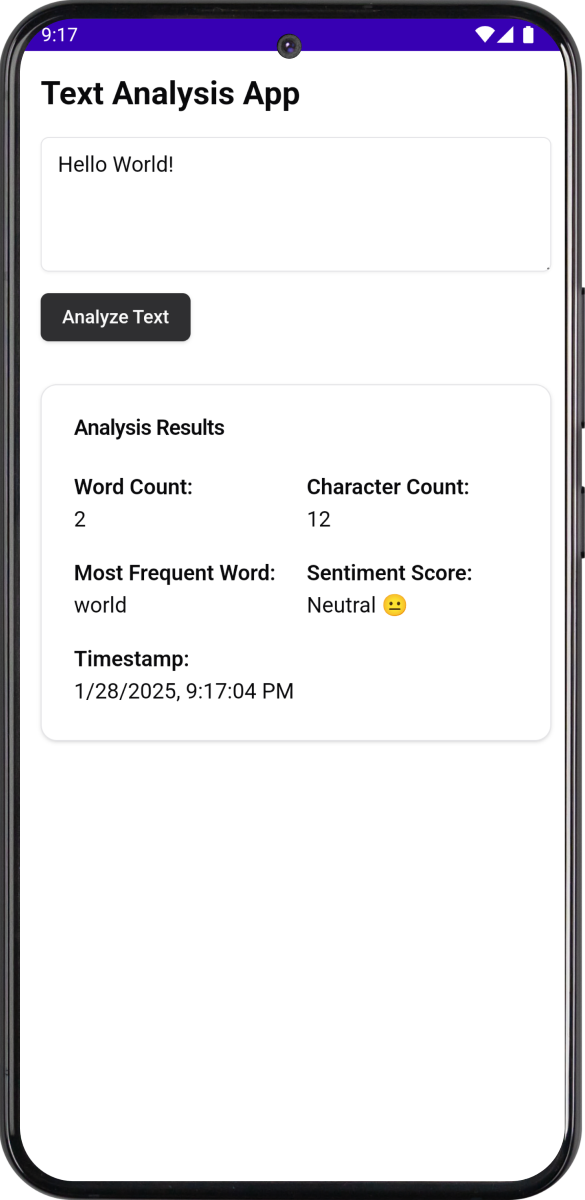 9:17
Text Analysis App
Hello World!
Analyze Text
Analysis Results
Word Count:
2
Character Count:
12
Most Frequent Word:
world
Sentiment Score:
Neutral 😐
Timestamp:
1/28/2025, 9:17:04 PM